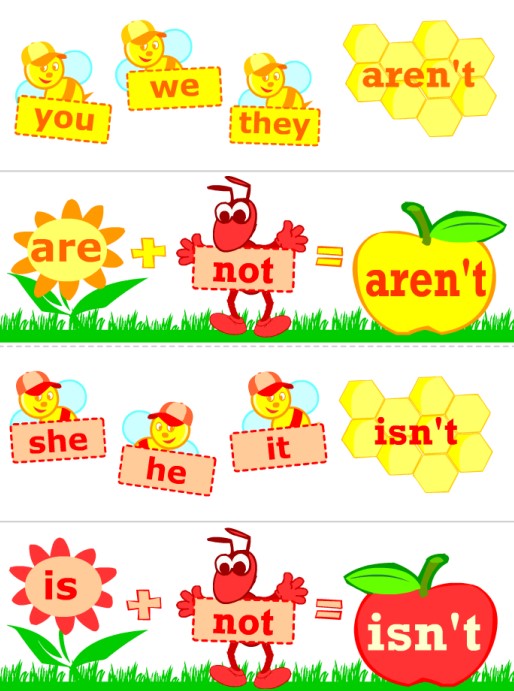 you we they aren't
are + not = aren't
she he it isn't
is + not = isn't